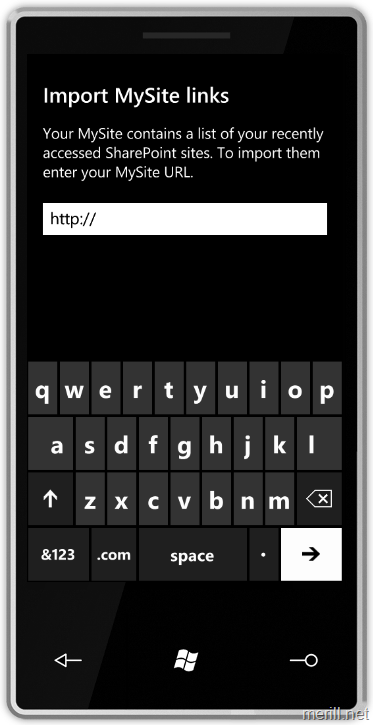 Import MySite links
Your MySite contains a list of your recently
accessed SharePoint sites. To import them
enter your MySite URL.
http://
q w e r t y u i o p
a s d f g h j k l
z x c v b n m
&123 .com space .
merill.net